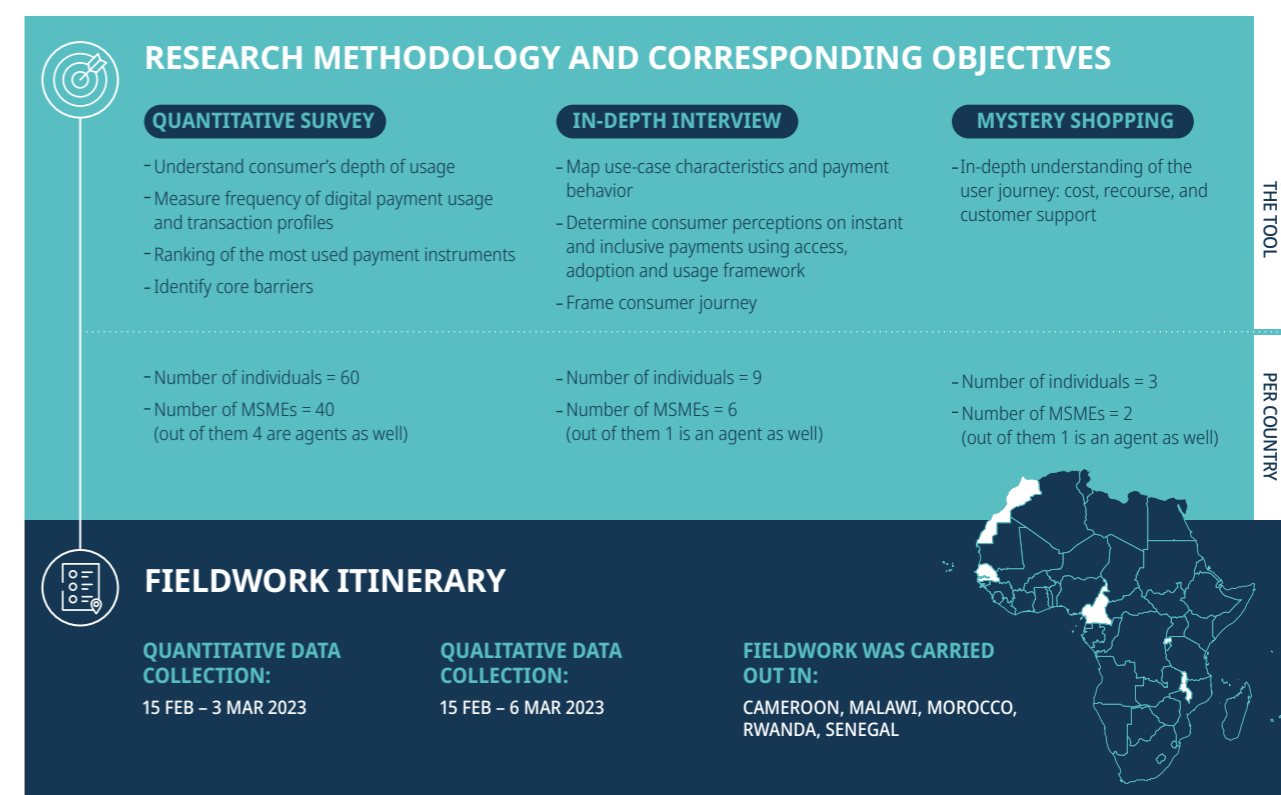 RESEARCH METHODOLOGY AND CORRESPONDING OBJECTIVES
QUANTITATIVE SURVEY
– Understand consumer’s depth of usage
– Measure frequency of digital payment usage
and transaction profiles
– Ranking of the most used payment instruments
– Identify core barriers
IN-DEPTH INTERVIEW
– Map use-case characteristics and payment
behavior
– Determine consumer perceptions on instant
and inclusive payments using access,
adoption and usage framework
– Frame consumer journey
MYSTERY SHOPPING
– In-depth understanding of the
user journey: cost, recourse, and
customer support
THE TOOL
– Number of individuals = 60
– Number of MSMEs = 40
(out of them 4 are agents as well)
– Number of individuals = 9
– Number of MSMEs = 6
(out of them 1 is an agent as well)
– Number of individuals = 3
– Number of MSMEs = 2
(out of them 1 is an agent as well)
PER COUNTRY
FIELDWORK ITINERARY
QUANTITATIVE DATA
COLLECTION:
15 FEB – 3 MAR 2023
QUALITATIVE DATA
COLLECTION:
15 FEB – 6 MAR 2023
FIELDWORK WAS CARRIED
OUT IN:
CAMEROON, MALAWI, MOROCCO,
RWANDA, SENEGAL